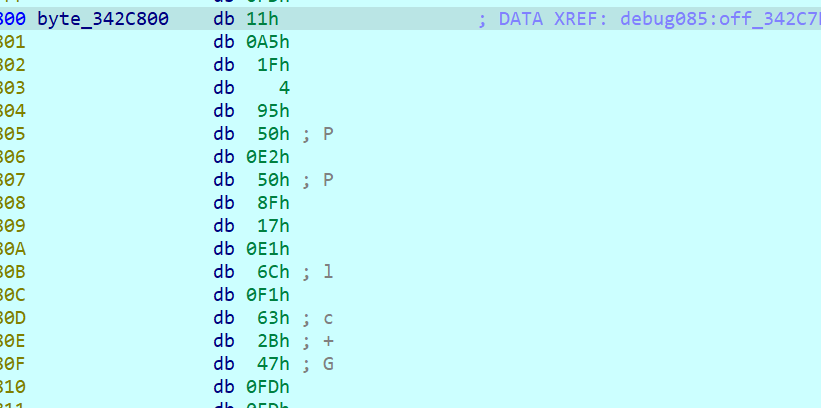 800 byte_342C800 db 11h ; DATA XREF: debug085:off_342C7
801 db 0A5h
802 db 1Fh
803 db 4
804 db 95h
805 db 50h ; P
806 db 0E2h
807 db 50h ; P
808 db 8Fh
809 db 17h
80A db 0E1h
80B db 6Ch ; l
80C db 0F1h
80D db 63h ; c
80E db 2Bh ; +
80F db 47h ; G
810 db 0FDh